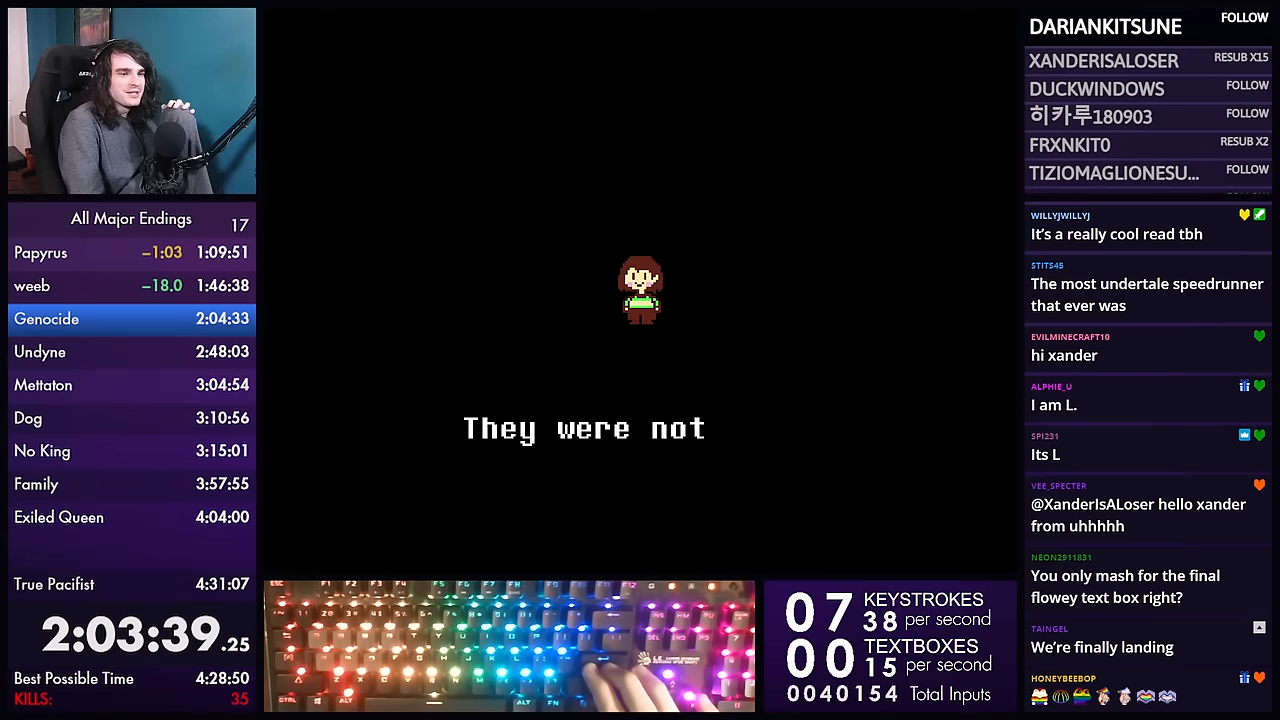 All Major Endings 17
Papyrus −1:03 1:09:51
weeb −18.0 1:46:38
Genocide 2:04:33
Undyne 2:48:03
Mettaton 3:04:54
Dog 3:10:56
No King 3:15:01
Family 3:57:55
Exiled Queen 4:04:00
True Pacifist 4:31:07
2:03:39.25
Best Possible Time 4:28:50
KILLS: 35
They were not
07 38 KEYSTROKES per second
00 15 TEXTBOXES per second
0040154 Total Inputs
DARIANKITSUNE FOLLOW
XANDERISALOSER RESUB X15
DUCKWINDOWS FOLLOW
히카루180903 FOLLOW
FRXNKIT0 RESUB X2
TIZIOMAGLIONESU... FOLLOW
WILLYJWILLYJ
It’s a really cool read tbh
STITS45
The most undertale speedrunner
that ever was
EVILMINECRAFT10
hi xander
ALPHIE_U
I am L.
SPI231
Its L
VEE_SPECTER
@XanderIsALoser hello xander
from uhhhhh
NEON2911831
You only mash for the final
flowey text box right?
TAINGEL
We’re finally landing
HONEYBEEBOP